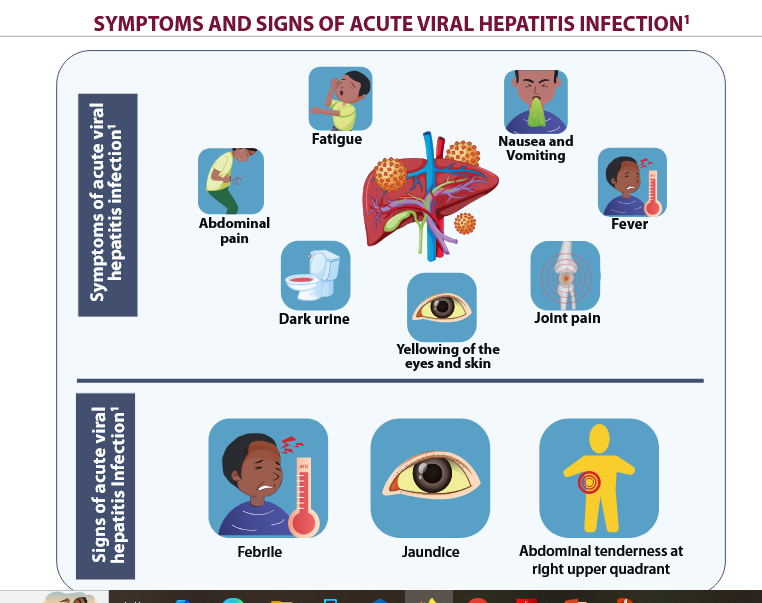 SYMPTOMS AND SIGNS OF ACUTE VIRAL HEPATITIS INFECTION¹
Symptoms of acute viral
hepatitis infection¹
Fatigue
Nausea and
Vomiting
Abdominal
pain
Fever
Dark urine
Joint pain
Yellowing of the
eyes and skin
Signs of acute viral
hepatitis Infection¹
Febrile
Jaundice
Abdominal tenderness at
right upper quadrant